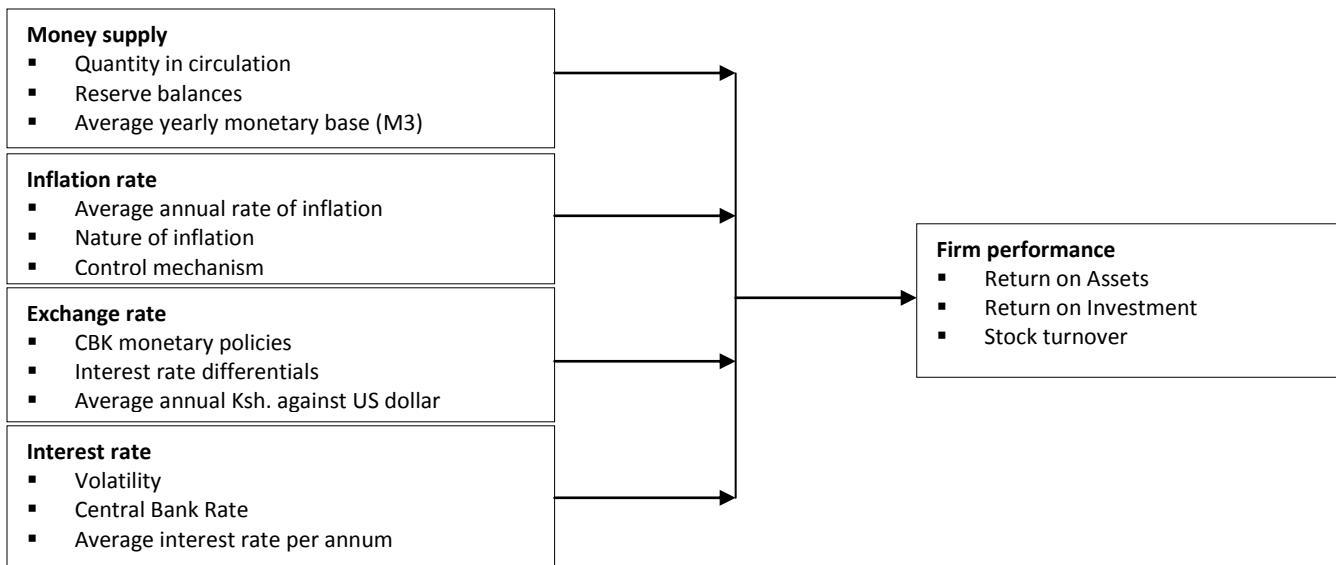 Money supply
▪ Quantity in circulation
▪ Reserve balances
▪ Average yearly monetary base (M3)
Inflation rate
▪ Average annual rate of inflation
▪ Nature of inflation
▪ Control mechanism
Exchange rate
▪ CBK monetary policies
▪ Interest rate differentials
▪ Average annual Ksh. against US dollar
Interest rate
▪ Volatility
▪ Central Bank Rate
▪ Average interest rate per annum
Firm performance
▪ Return on Assets
▪ Return on Investment
▪ Stock turnover